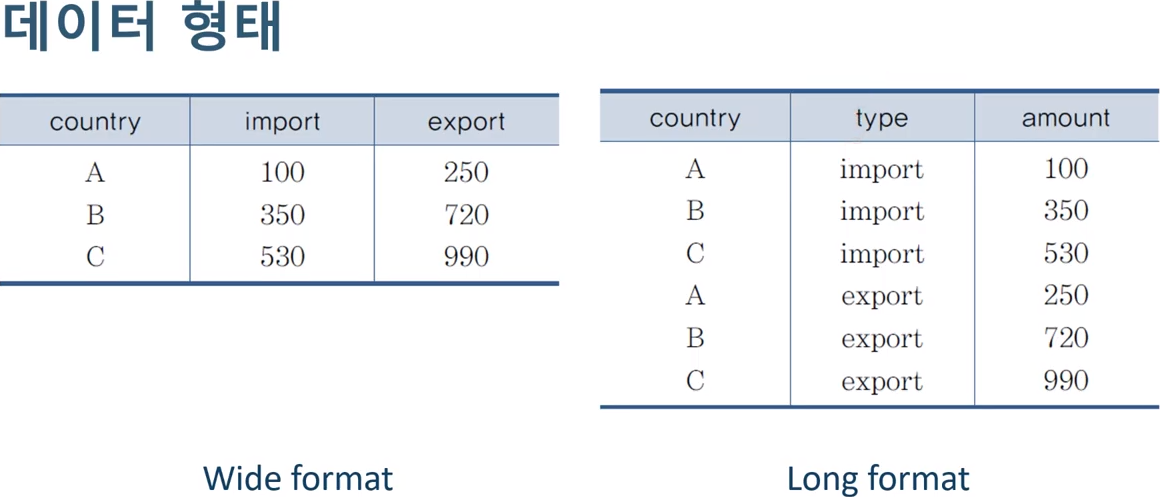 데이터 형태
country import export
A 100 250
B 350 720
C 530 990
Wide format
country type amount
A import 100
B import 350
C import 530
A export 250
B export 720
C export 990
Long format